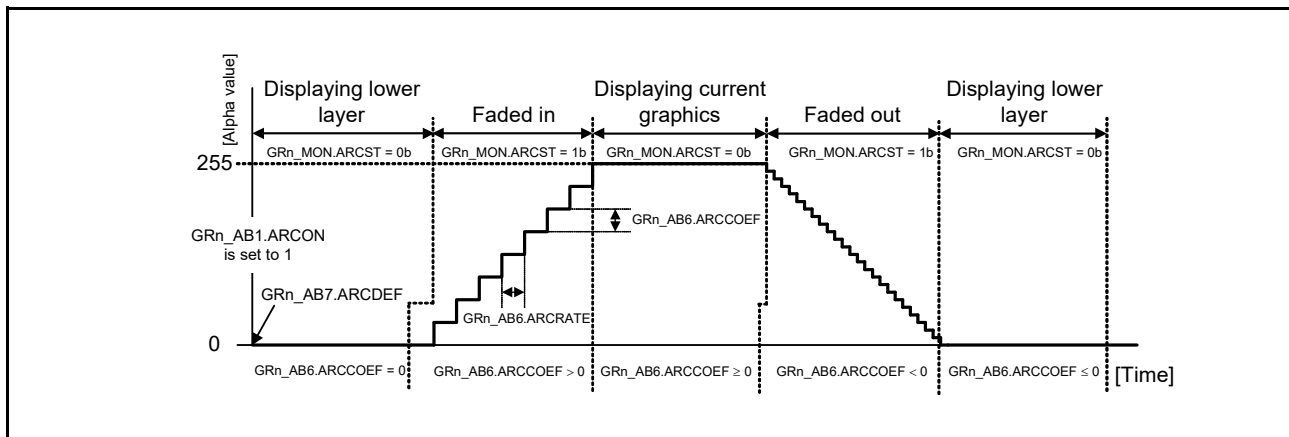 [Alpha value]
Displaying lower
layer
Faded in
Displaying current
graphics
Faded out
Displaying lower
layer
GRn_MON.ARCST = 0b
GRn_MON.ARCST = 1b
GRn_MON.ARCST = 0b
GRn_MON.ARCST = 1b
GRn_MON.ARCST = 0b
255
GRn_AB6.ARCCOEF
GRn_AB1.ARCON
is set to 1
GRn_AB7.ARCDEF
GRn_AB6.ARCRATE
0
GRn_AB6.ARCCOEF = 0
GRn_AB6.ARCCOEF > 0
GRn_AB6.ARCCOEF ≥ 0
GRn_AB6.ARCCOEF < 0
GRn_AB6.ARCCOEF ≤ 0
[Time]